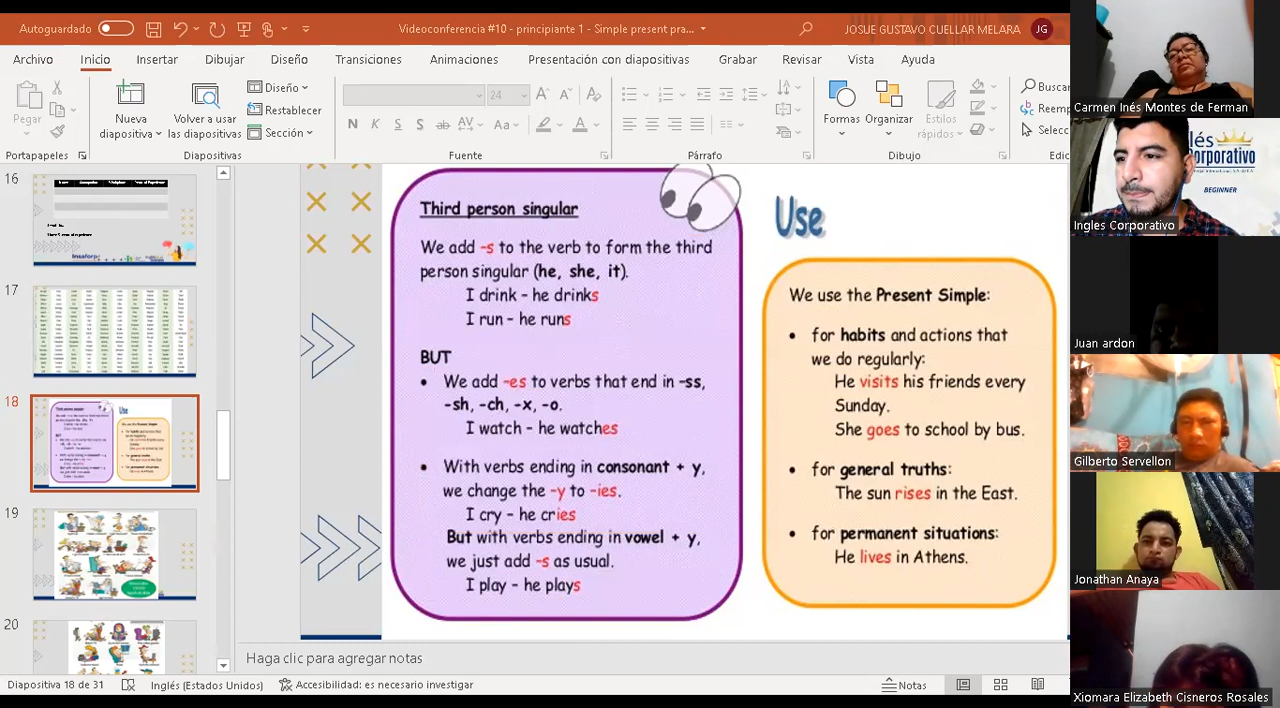 Autoguardado
Videoconferencia #10 - principiante 1 - Simple present pra...
JOSUE GUSTAVO CUELLAR MELARA
JG
Archivo
Inicio
Insertar
Dibujar
Diseño
Transiciones
Animaciones
Presentación con diapositivas
Grabar
Revisar
Vista
Ayuda
Pegar
Nueva
diapositiva
Volver a usar
las diapositivas
Diseño
Restablecer
Sección
24
N K S S ab AV Aa A
Formas
Organizar
Estilos
rápidos
Buscar
Reemp
Selecc
Portapapeles
Diapositivas
Fuente
Párrafo
Dibujo
Edic
16
17
18
19
20
Third person singular
We add -s to the verb to form the third
person singular (he, she, it).
I drink – he drinks
I run – he runs
BUT
• We add -es to verbs that end in -ss,
-sh, -ch, -x, -o.
I watch – he watches
• With verbs ending in consonant + y,
we change the -y to -ies.
I cry – he cries
But with verbs ending in vowel + y,
we just add -s as usual.
I play – he plays
Use
We use the Present Simple:
• for habits and actions that
we do regularly:
He visits his friends every
Sunday.
She goes to school by bus.
• for general truths:
The sun rises in the East.
• for permanent situations:
He lives in Athens.
Haga clic para agregar notas
Diapositiva 18 de 31
Inglés (Estados Unidos)
Accesibilidad: es necesario investigar
Notas
Carmen Inés Montes de Ferman
lés
Corporativo
BEGINNER
Ingles Corporativo
Juan ardon
Gilberto Servellon
Jonathan Anaya
Xiomara Elizabeth Cisneros Rosales